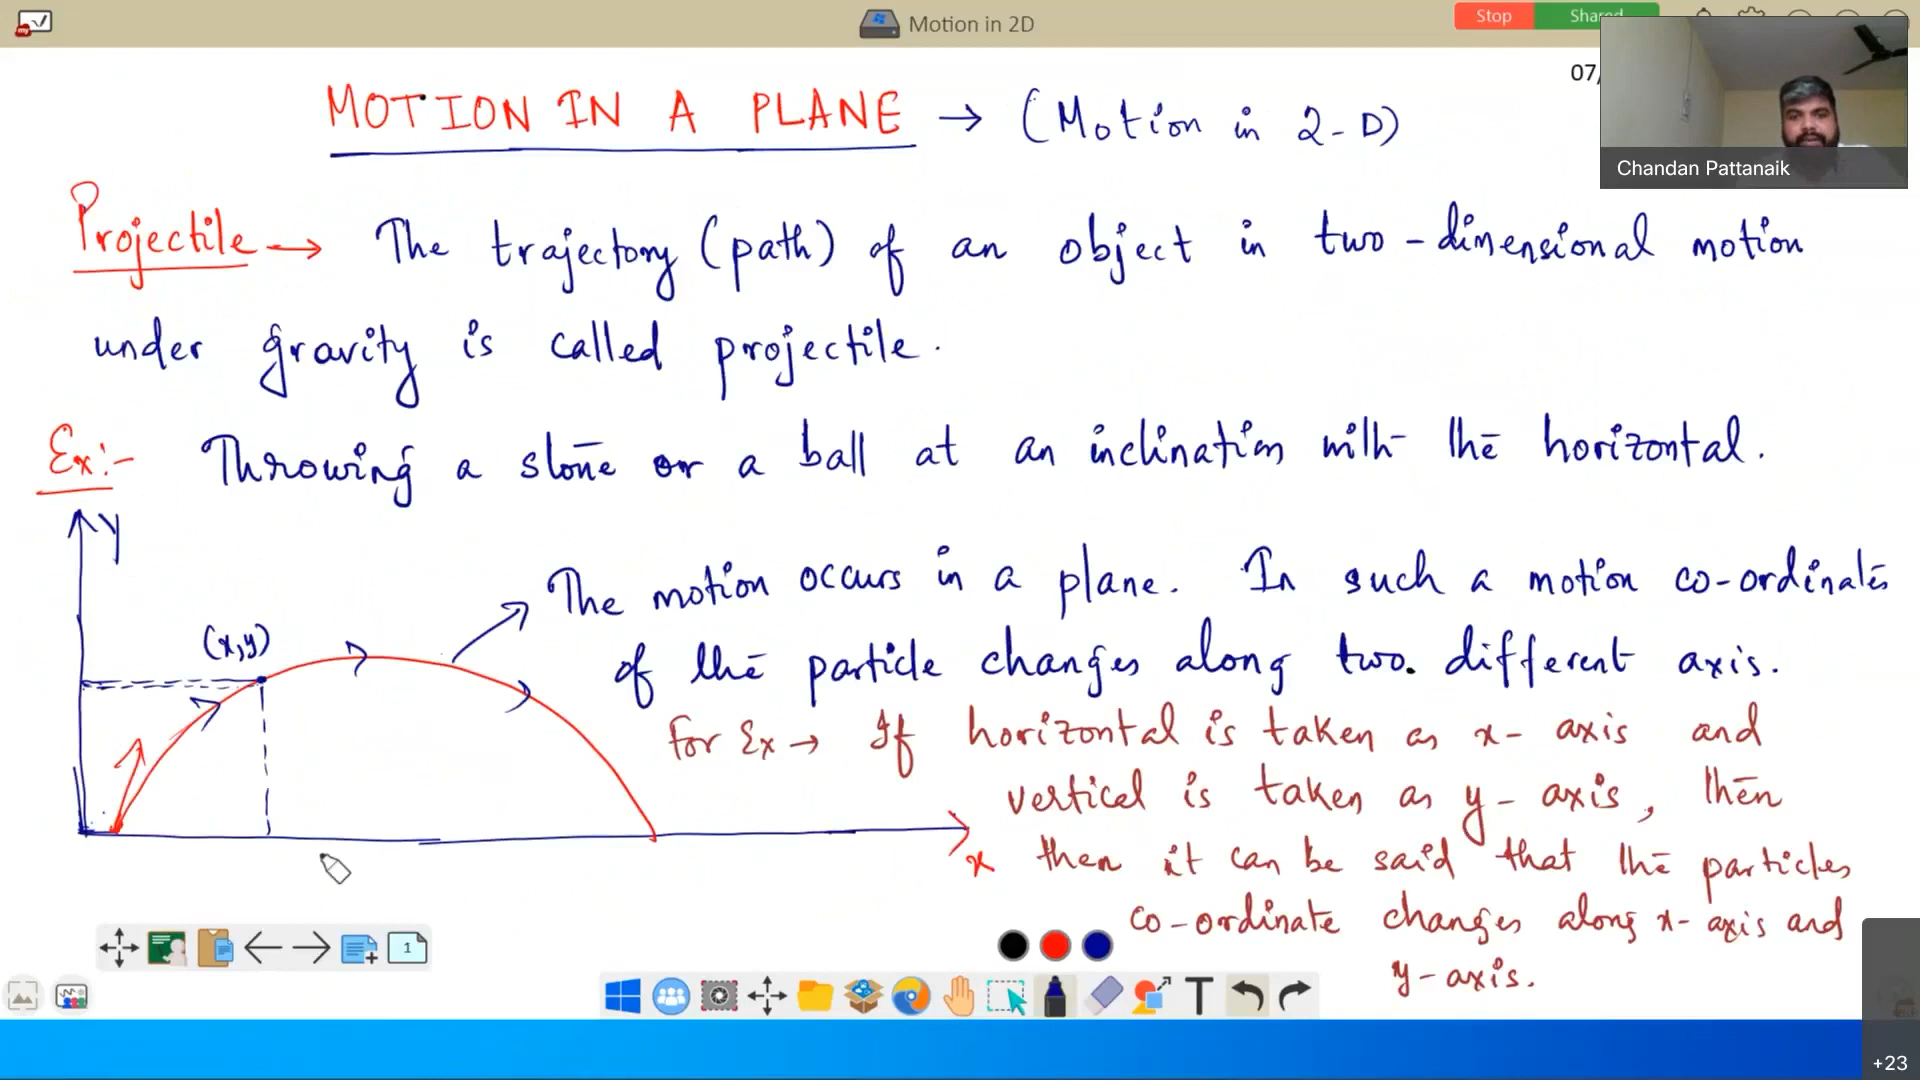 Motion in 2D
Stop
Shared
07/
Chandan Pattanaik
MOTION IN A PLANE → (Motion in 2-D)
Projectile → The trajectory (path) of an object in two-dimensional motion
under gravity is called projectile.
Ex:- Throwing a stone or a ball at an inclination with the horizontal.
y
The motion occurs in a plane. In such a motion co-ordinates
(x,y)
of the particle changes along two. different axis.
for Ex → If horizontal is taken as x- axis and
vertical is taken as y- axis, then
x
then it can be said that the particles
co-ordinate changes along x-axis and
y-axis.
1
T
+23